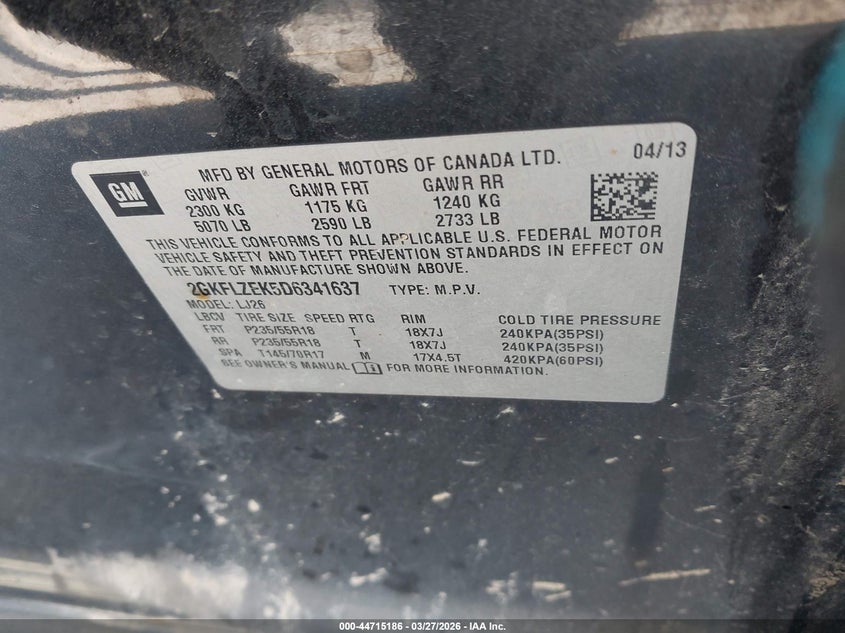 GM
MFD BY GENERAL MOTORS OF CANADA LTD. 04/13
GVWR GAWR FRT GAWR RR
2300 KG 1175 KG 1240 KG
5070 LB 2590 LB 2733 LB
THIS VEHICLE CONFORMS TO ALL APPLICABLE U.S. FEDERAL MOTOR
VEHICLE SAFETY AND THEFT PREVENTION STANDARDS IN EFFECT ON
THE DATE OF MANUFACTURE SHOWN ABOVE.
2GKFLZEK5D6341637 TYPE: M.P.V.
MODEL: LJ26
LBCV TIRE SIZE SPEED RTG RIM COLD TIRE PRESSURE
FRT P235/55R18 T 18X7J 240KPA(35PSI)
RR P235/55R18 T 18X7J 240KPA(35PSI)
SPA T145/70R17 M 17X4.5T 420KPA(60PSI)
SEE OWNER'S MANUAL FOR MORE INFORMATION.
000-44715186 - 03/27/2026 - IAA Inc.